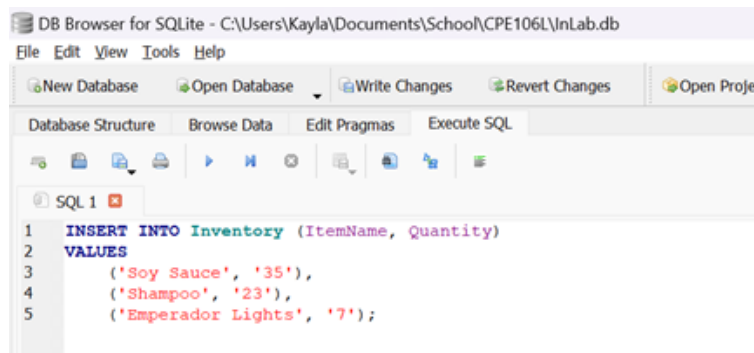 DB Browser for SQLite - C:\Users\Kayla\Documents\School\CPE106L\InLab.db
File Edit View Tools Help
New Database Open Database Write Changes Revert Changes Open Proje
Database Structure Browse Data Edit Pragmas Execute SQL
SQL 1
1 INSERT INTO Inventory (ItemName, Quantity)
2 VALUES
3 ('Soy Sauce', '35'),
4 ('Shampoo', '23'),
5 ('Emperador Lights', '7');